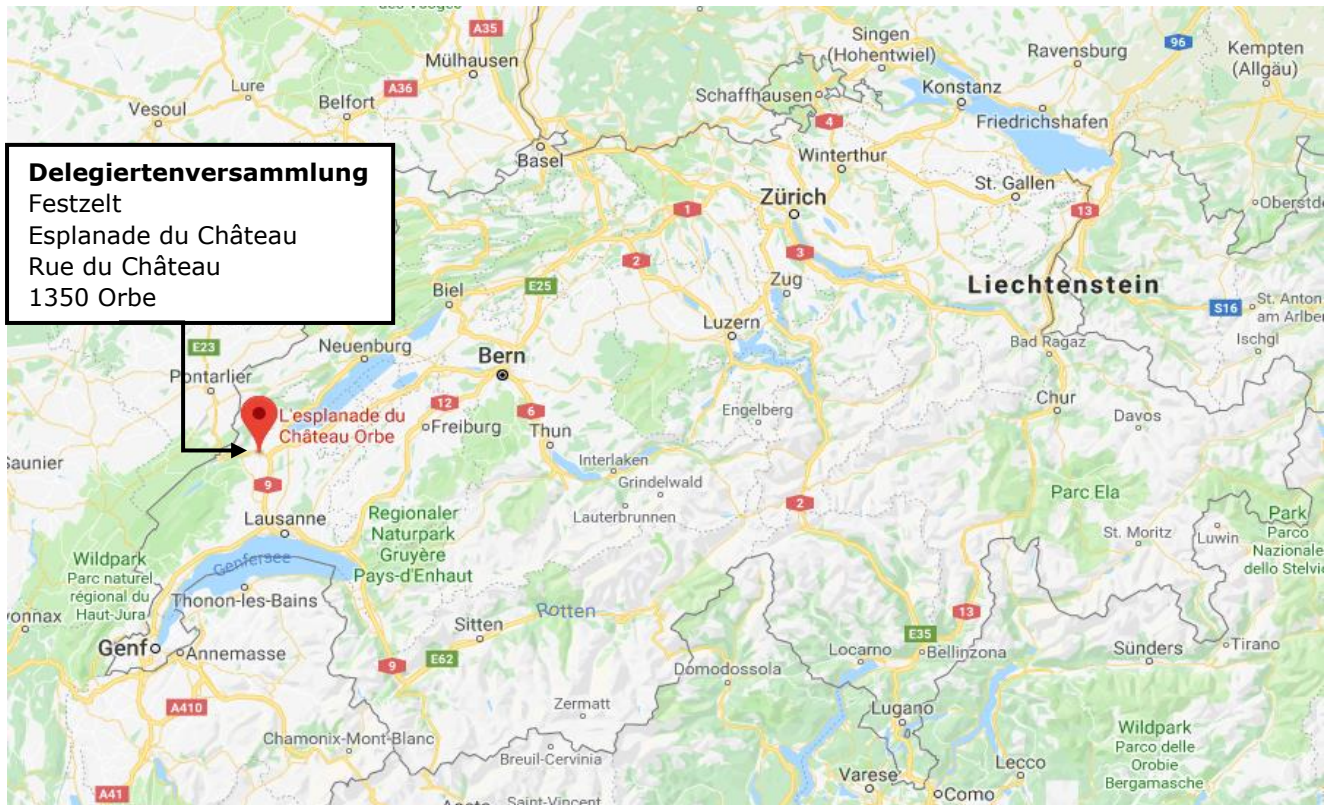 des Vosges
A35
Mülhausen
Singen
(Hohentwiel)
Ravensburg
96
Kempten
(Allgäu)
Lure
A36
Belfort
Vesoul
Schaffhausen
Konstanz
4
Friedrichshafen
Basel
Winterthur
Delegiertenversammlung
Festzelt
Esplanade du Château
Rue du Château
1350 Orbe
St. Gallen
Zürich
1
13
Oberstd
2
3
Zug
Liechtenstein
E25
Biel
S16
St. Anton
am Arlber
Luzern
Ischgl
E23
Neuenburg
Bern
Bad Ragaz
Pontarlier
Chur
12
6
Engelberg
Davos
L'esplanade du
Château Orbe
Freiburg
Thun
Saunier
Interlaken
Grindelwald
9
Parc Ela
2
Lauterbrunnen
Regionaler
Naturpark
Gruyère
Pays-d'Enhaut
Lausanne
St. Moritz
Luwin
Park
Parco
Nazionale
dello Stelvio
Wildpark
Parc naturel
régional du
Haut-Jura
Genfersee
Thonon-les-Bains
yonnax
Rotten
13
Sitten
E35
Genf
Annemasse
E62
9
Locarno
Bellinzona
Sünders
Tirano
Domodossola
A410
Zermatt
Lugano
Chamonix-Mont-Blanc
Wildpark
Parco delle
Orobie
Bergamasche
Breuil-Cervinia
Lecco
Varese
A41
Como
Saint-Vincent